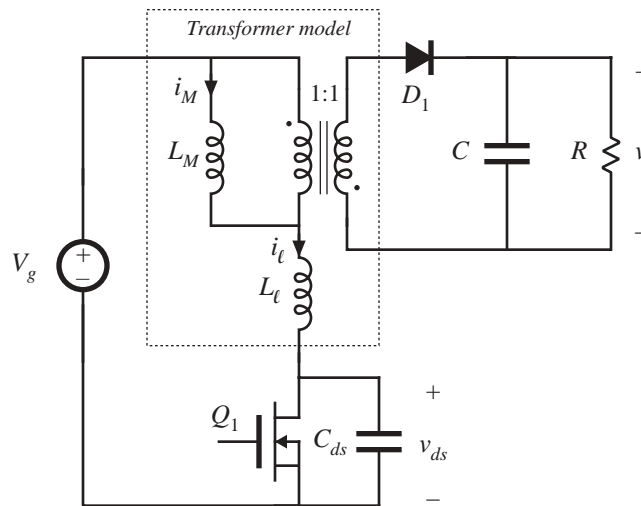 Transformer model
i_M
1:1
D_1
+
L_M
C
R
v
i_ℓ
V_g
+
–
L_ℓ
–
+
Q_1
C_ds
v_ds
–